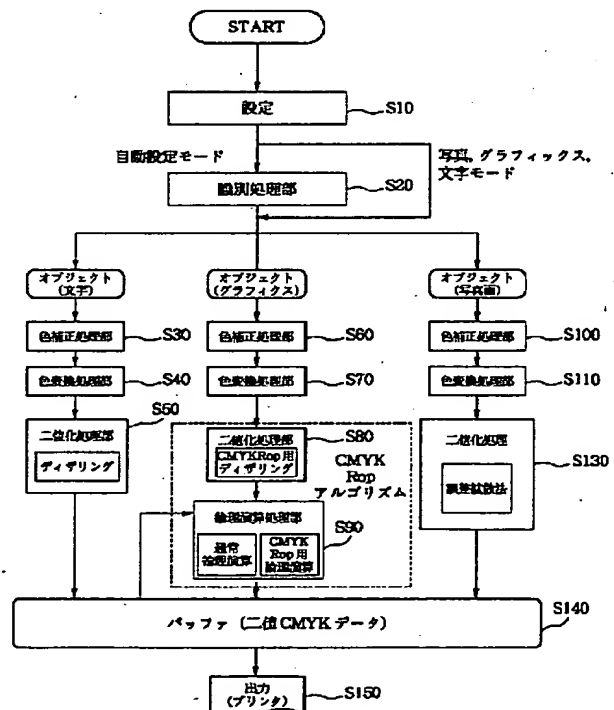 START
設定
S10
自動設定モード
写真,グラフィックス,
文字モード
識別処理部
S20
オブジェクト
(文字)
オブジェクト
(グラフィクス)
オブジェクト
(写真画)
色補正処理部
S30
色補正処理部
S60
色補正処理部
S100
色変換処理部
S40
色変換処理部
S70
色変換処理部
S110
S50
二値化処理部
ディザリング
二値化処理部
CMYKRop用
ディザリング
S80
CMYK
Rop
アルゴリズム
二値化処理
誤差拡散法
S130
論理演算処理部
S90
通常
論理演算
CMYK
Rop用
論理演算
バッファ (二値CMYKデータ)
S140
出力
(プリンタ)
S150